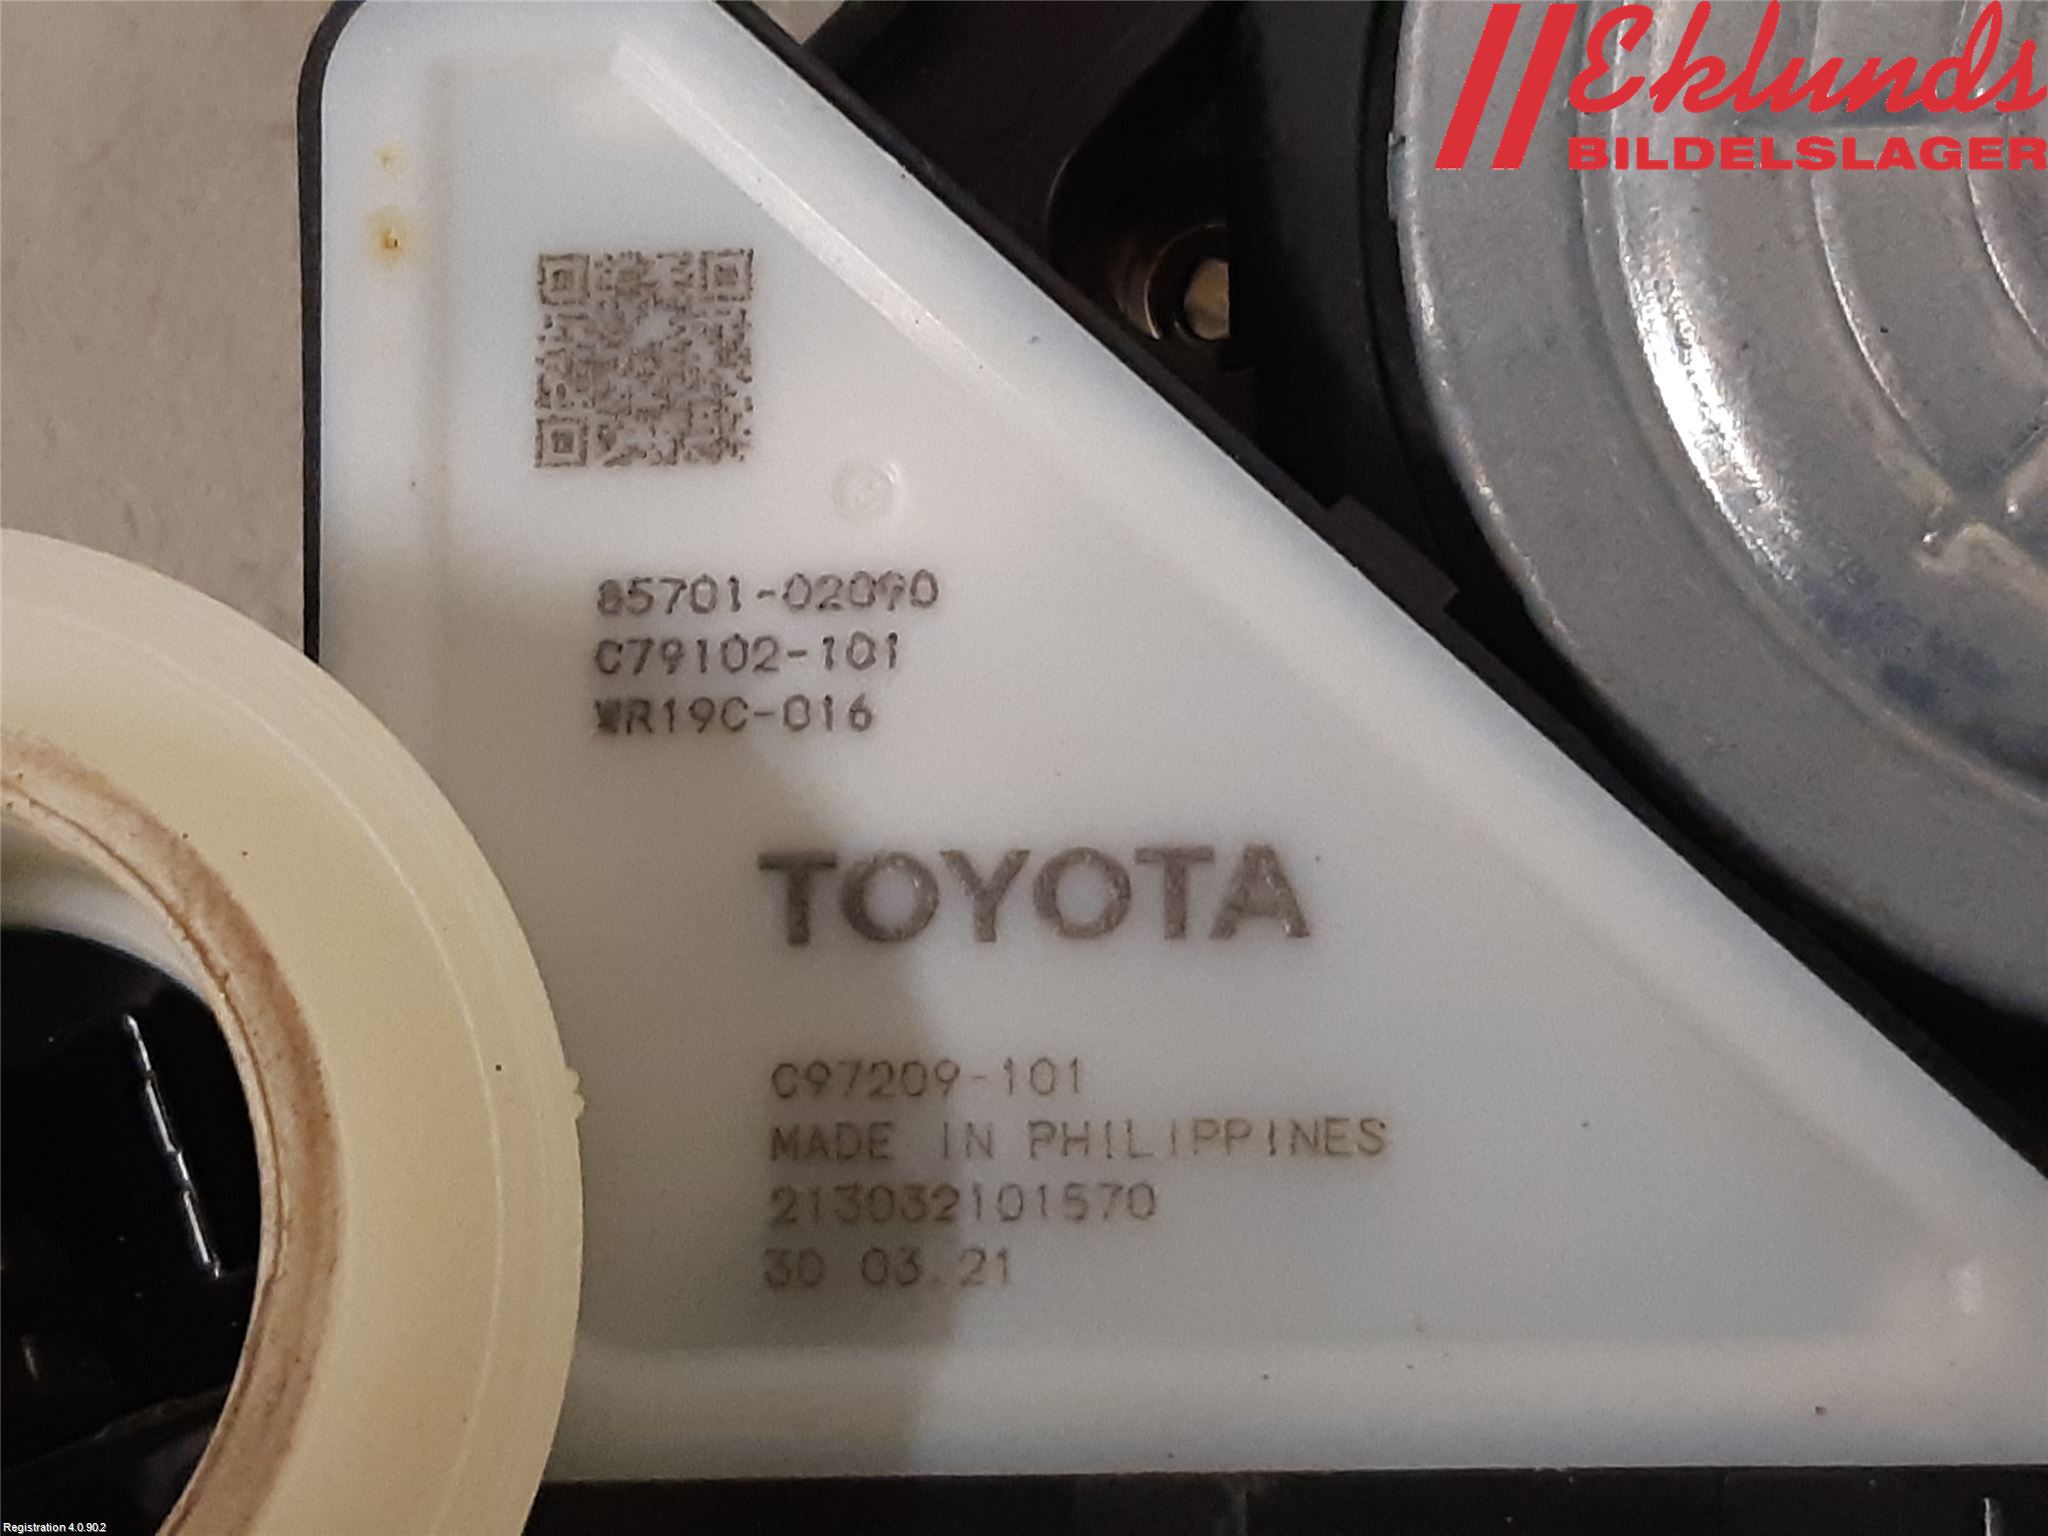 Eklunds
BILDELSLAGER
85701-02090
C79102-101
WR19C-016
TOYOTA
C97209-101
MADE IN PHILIPPINES
213032101570
30 03.21
Registration 4.0.90.2